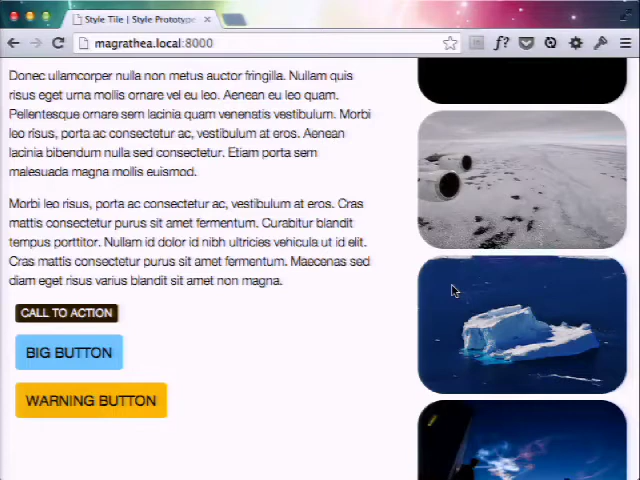 Style Tile | Style Prototype
magrathea.local:8000
f?
Donec ullamcorper nulla non metus auctor fringilla. Nullam quis
risus eget urna mollis ornare vel eu leo. Aenean eu leo quam.
Pellentesque ornare sem lacinia quam venenatis vestibulum. Morbi
leo risus, porta ac consectetur ac, vestibulum at eros. Aenean
lacinia bibendum nulla sed consectetur. Etiam porta sem
malesuada magna mollis euismod.
Morbi leo risus, porta ac consectetur ac, vestibulum at eros. Cras
mattis consectetur purus sit amet fermentum. Curabitur blandit
tempus porttitor. Nullam id dolor id nibh ultricies vehicula ut id elit.
Cras mattis consectetur purus sit amet fermentum. Maecenas sed
diam eget risus varius blandit sit amet non magna.
CALL TO ACTION
BIG BUTTON
WARNING BUTTON